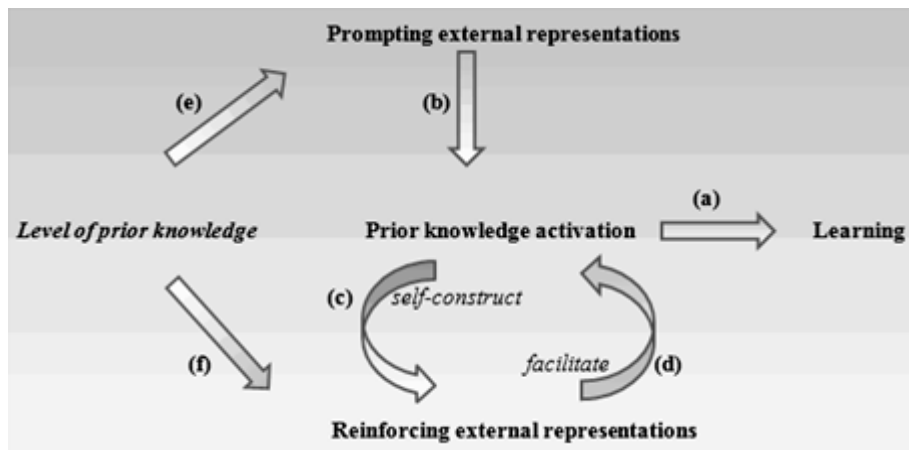 Prompting external representations
(e)
(b)
(a)
Level of prior knowledge
Prior knowledge activation
Learning
(c)
self-construct
(f)
facilitate
(d)
Reinforcing external representations